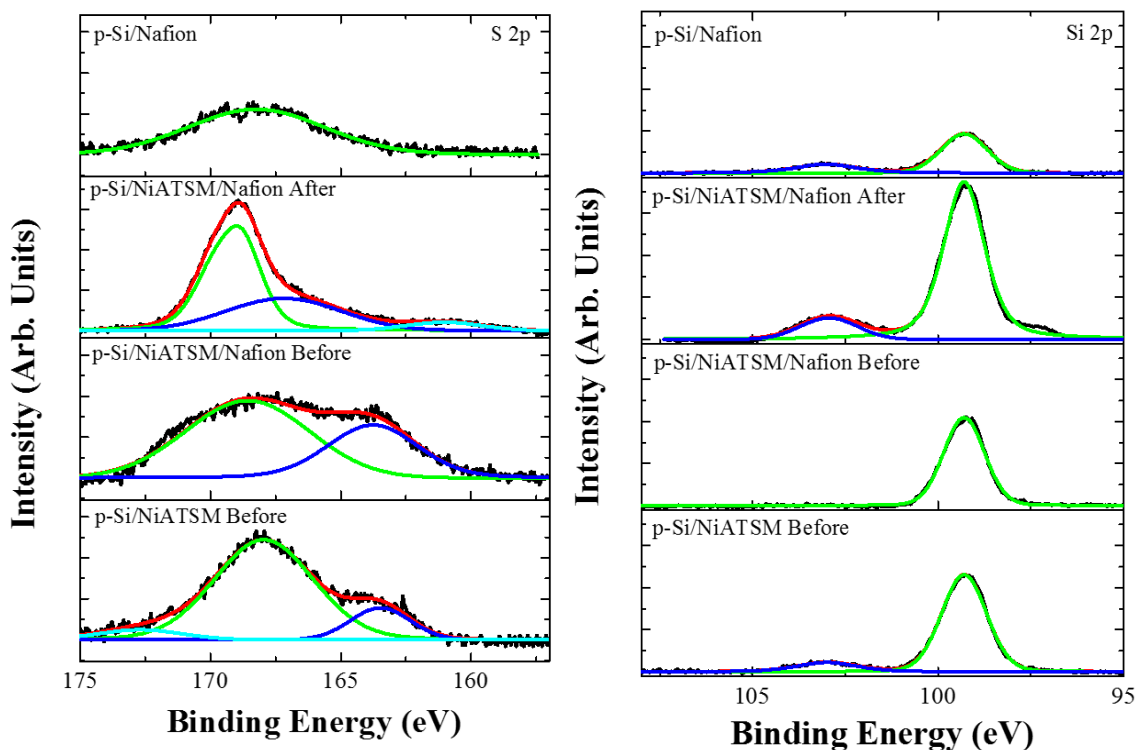 p-Si/Nafion S 2p
p-Si/NiATSM/Nafion After
p-Si/NiATSM/Nafion Before
p-Si/NiATSM Before
Intensity (Arb. Units)
175 170 165 160
Binding Energy (eV)
p-Si/Nafion Si 2p
p-Si/NiATSM/Nafion After
p-Si/NiATSM/Nafion Before
p-Si/NiATSM Before
Intensity (Arb. Units)
105 100 95
Binding Energy (eV)